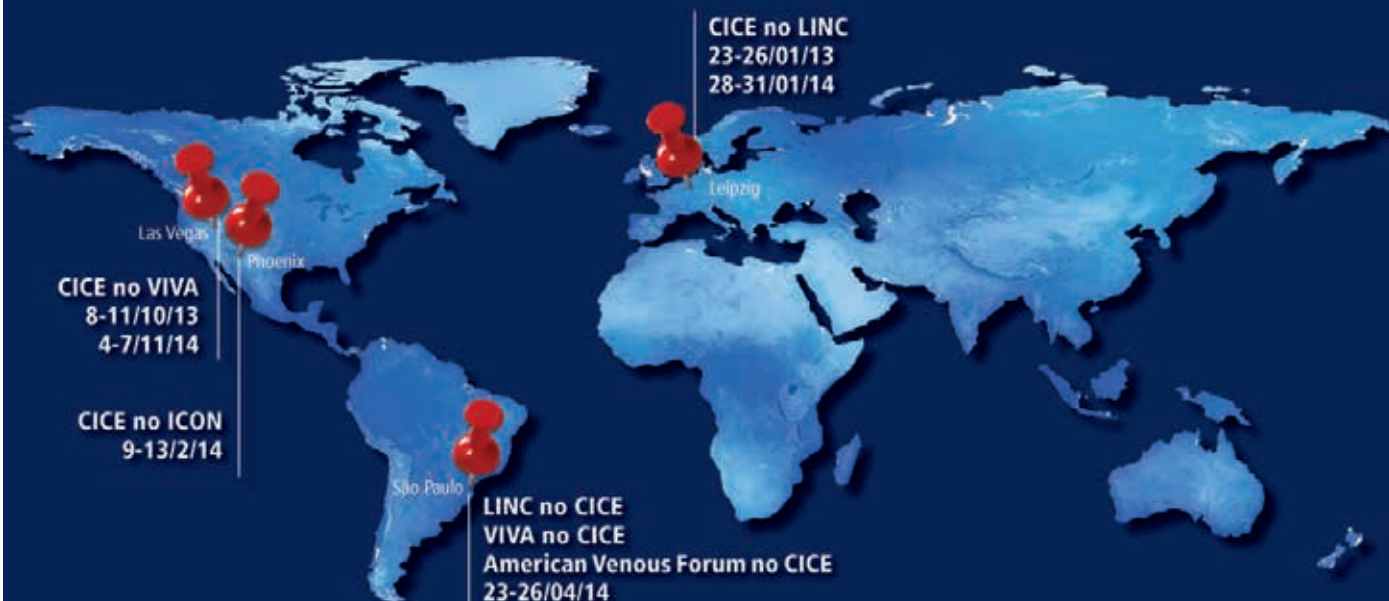 CICE no LINC
23-26/01/13
28-31/01/14
Leipzig
Las Vegas
Phoenix
CICE no VIVA
8-11/10/13
4-7/11/14
CICE no ICON
9-13/2/14
São Paulo
LINC no CICE
VIVA no CICE
American Venous Forum no CICE
23-26/04/14